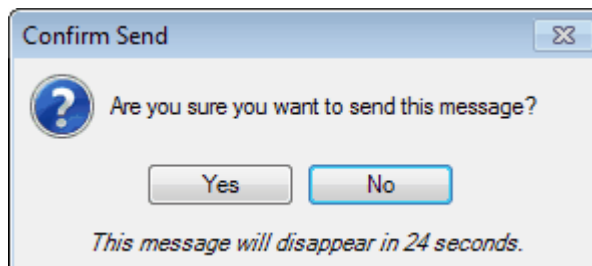 Confirm Send
Are you sure you want to send this message?
Yes No
This message will disappear in 24 seconds.